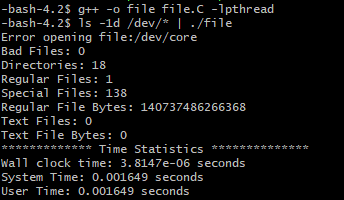 -bash-4.2$ g++ -o file file.C -lpthread
-bash-4.2$ ls -1d /dev/* | ./file
Error opening file:/dev/core
Bad Files: 0
Directories: 18
Regular Files: 1
Special Files: 138
Regular File Bytes: 140737486266368
Text Files: 0
Text File Bytes: 0
************* Time Statistics **************
Wall clock time: 3.8147e-06 seconds
System Time: 0.001649 seconds
User Time: 0.001649 seconds